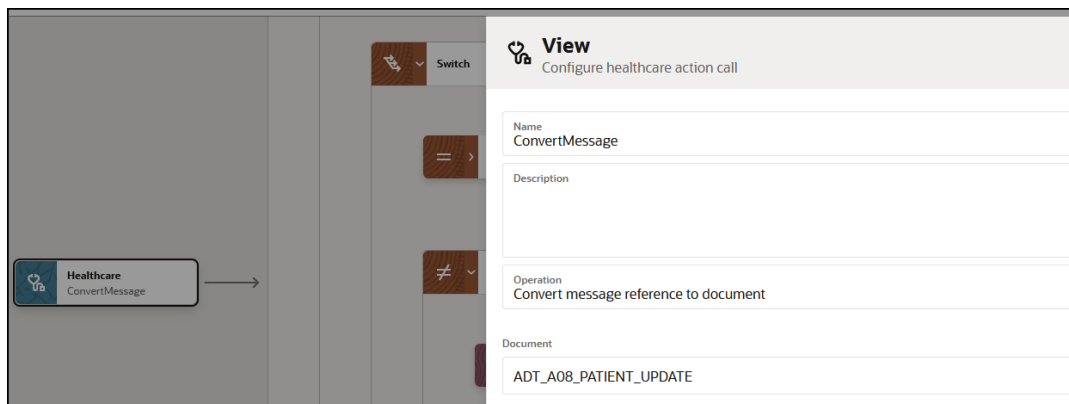 Switch
Healthcare
ConvertMessage
View
Configure healthcare action call
Name
ConvertMessage
Description
Operation
Convert message reference to document
Document
ADT_A08_PATIENT_UPDATE